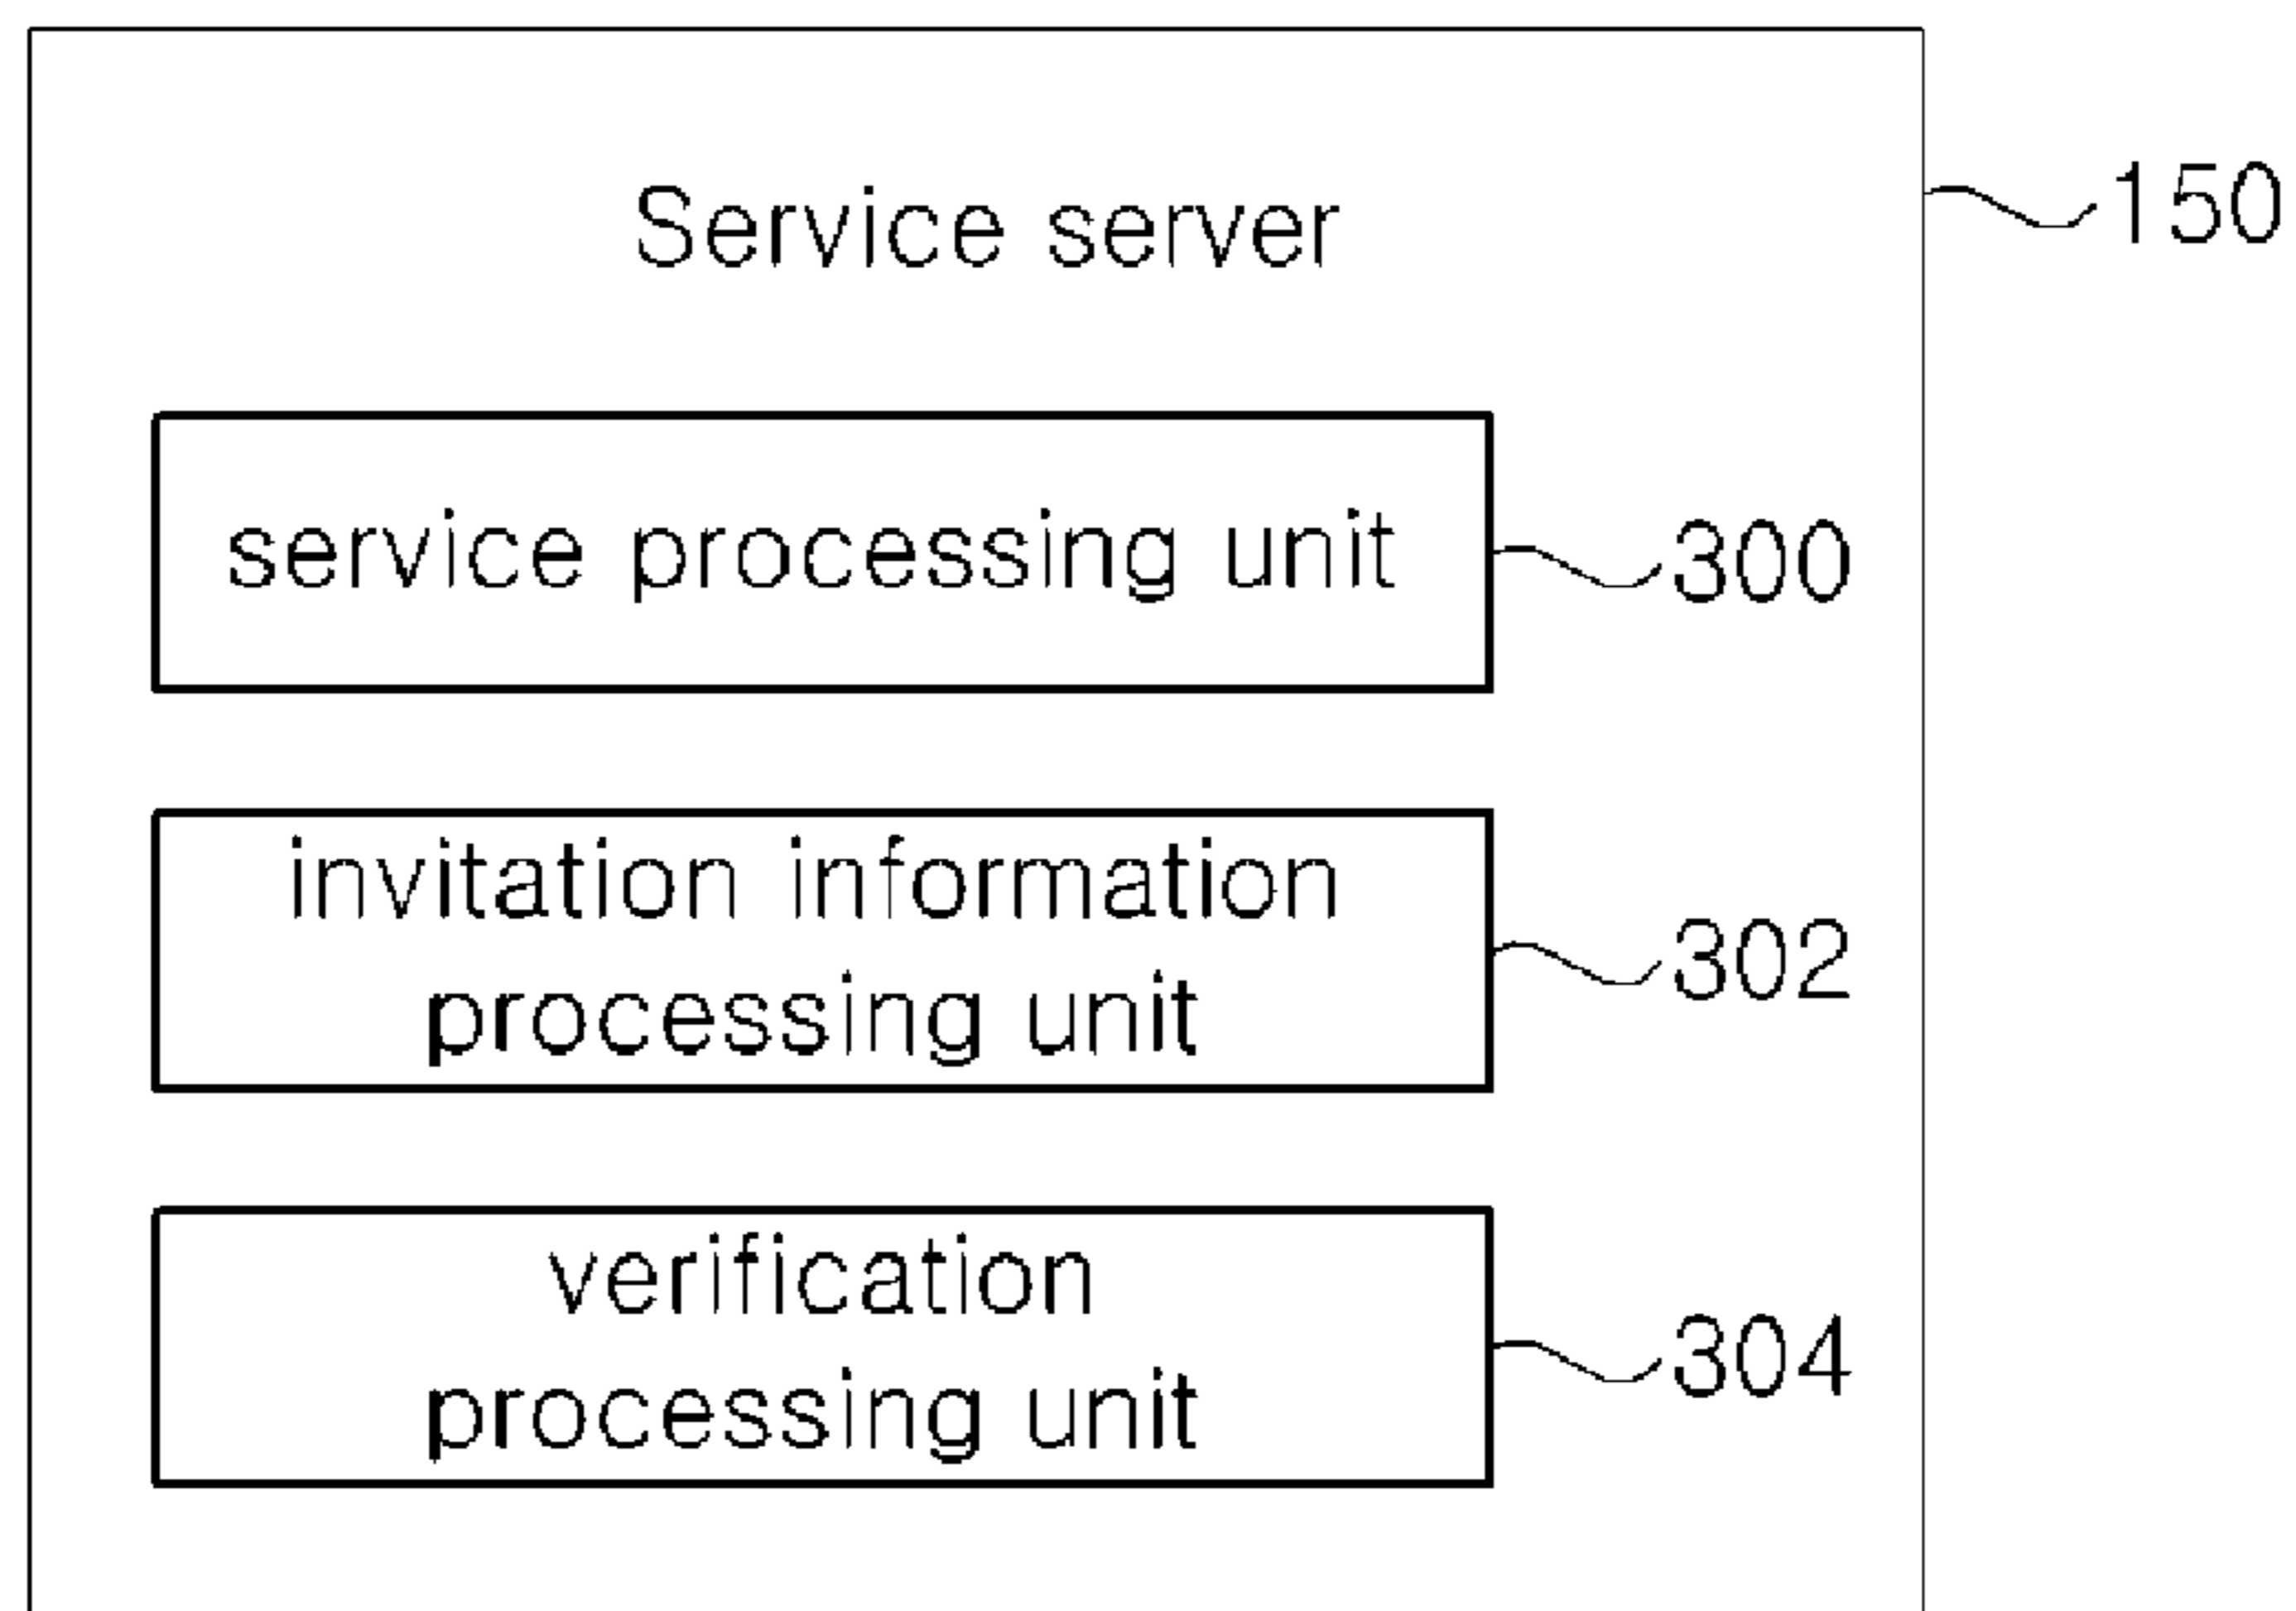 Service server
150
service processing unit
300
invitation information
processing unit
302
verification
processing unit
304